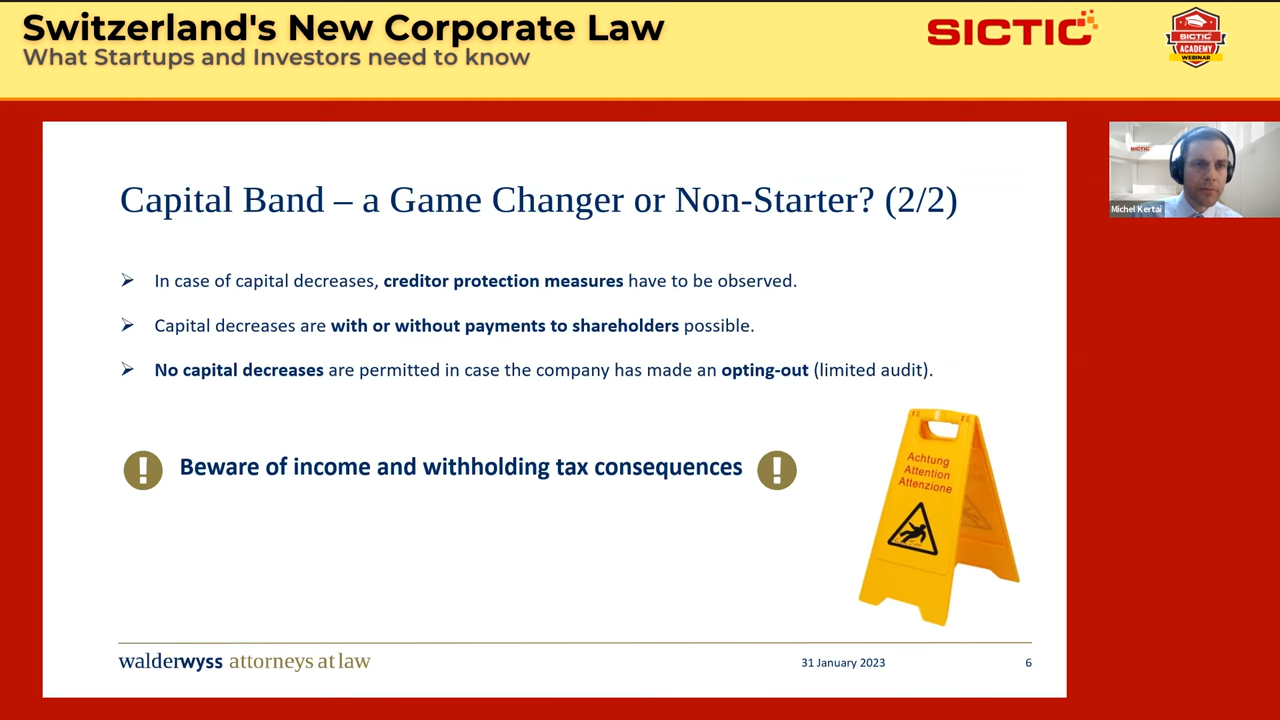 Switzerland's New Corporate Law
What Startups and Investors need to know
SICTIC
SICTIC
ACADEMY
WEBINAR
Capital Band – a Game Changer or Non-Starter? (2/2)
In case of capital decreases, creditor protection measures have to be observed.
Capital decreases are with or without payments to shareholders possible.
No capital decreases are permitted in case the company has made an opting-out (limited audit).
! Beware of income and withholding tax consequences !
Achtung
Attention
Attenzione
walderwyss attorneys at law
31 January 2023
6
SICTIC
Michel Kertai